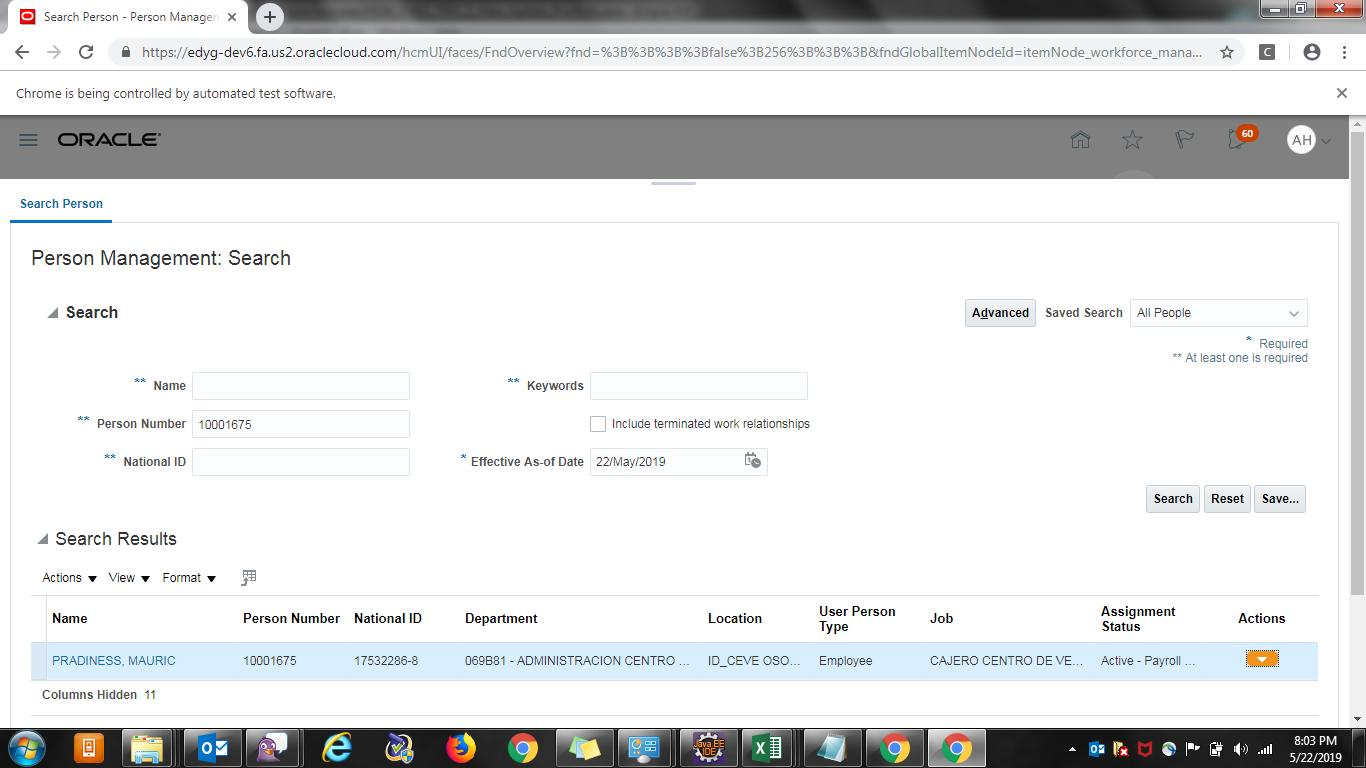 Search Person - Person Managen
https://edyg-dev6.fa.us2.oraclecloud.com/hcmUI/faces/FndOverview?fnd=%3B%3B%3B%3Bfalse%3B256%3B%3B%3B&fndGlobalItemNodeId=itemNode_workforce_mana...
C
Chrome is being controlled by automated test software.
ORACLE
60
AH
Search Person
Person Management: Search
Search
Advanced Saved Search All People
* Required
** At least one is required
** Name
** Keywords
** Person Number 10001675
Include terminated work relationships
** National ID
* Effective As-of Date 22/May/2019
Search Reset Save...
Search Results
Actions View Format
Name Person Number National ID Department Location User Person Type Job Assignment Status Actions
PRADINESS, MAURIC 10001675 17532286-8 069B81 - ADMINISTRACION CENTRO ... ID_CEVE OSO... Employee CAJERO CENTRO DE VE... Active - Payroll ...
Columns Hidden 11
Java EE
IDE
8:03 PM
5/22/2019